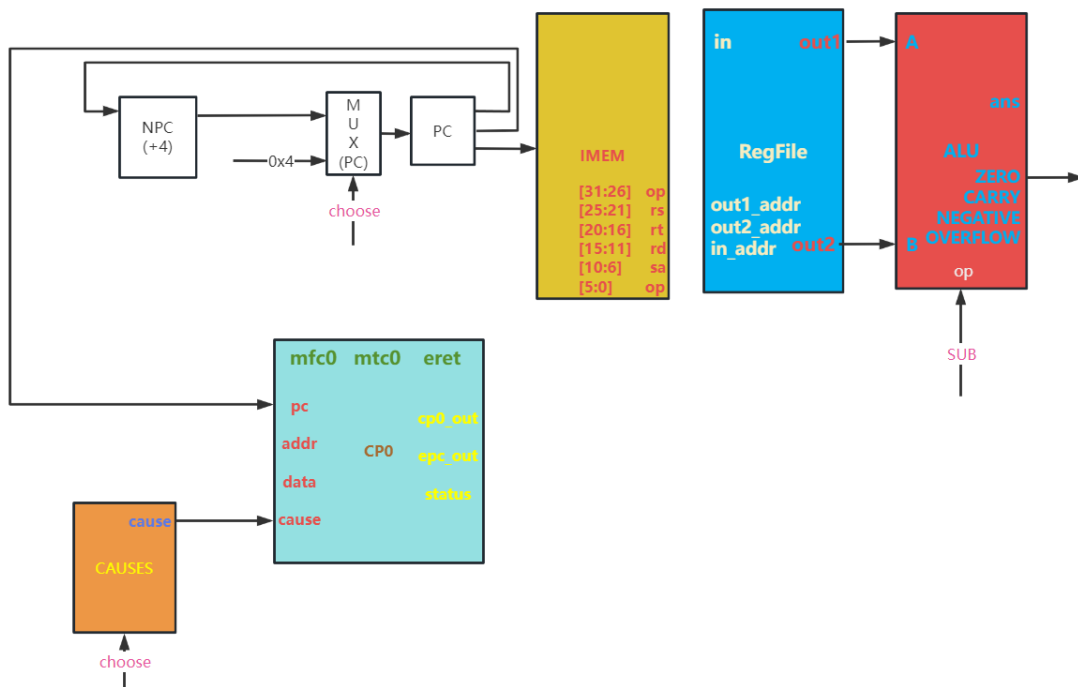 NPC
(+4)
0x4
M
U
X
(PC)
choose
PC
IMEM
[31:26] op
[25:21] rs
[20:16] rt
[15:11] rd
[10:6] sa
[5:0] op
in
out1
RegFile
out1_addr
out2_addr
in_addr
out2
A
ans
ALU
ZERO
CARRY
NEGATIVE
OVERFLOW
B
op
SUB
mfc0 mtc0 eret
pc
cp0_out
addr
CP0
epc_out
data
status
cause
cause
CAUSES
choose